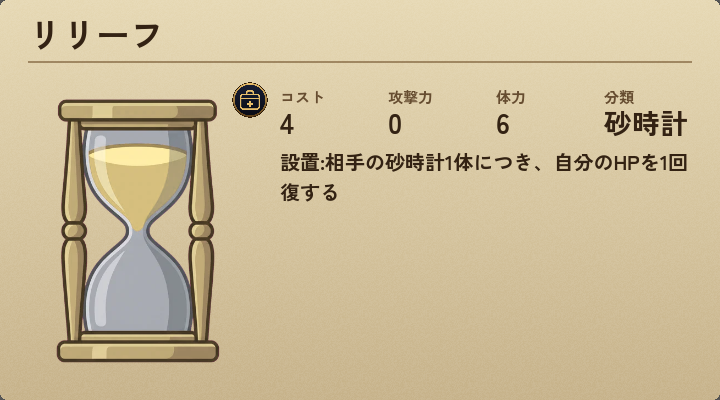 リリーフ
コスト 攻撃力 体力 分類
4 0 6 砂時計
設置:相手の砂時計1体につき、自分のHPを1回
復する